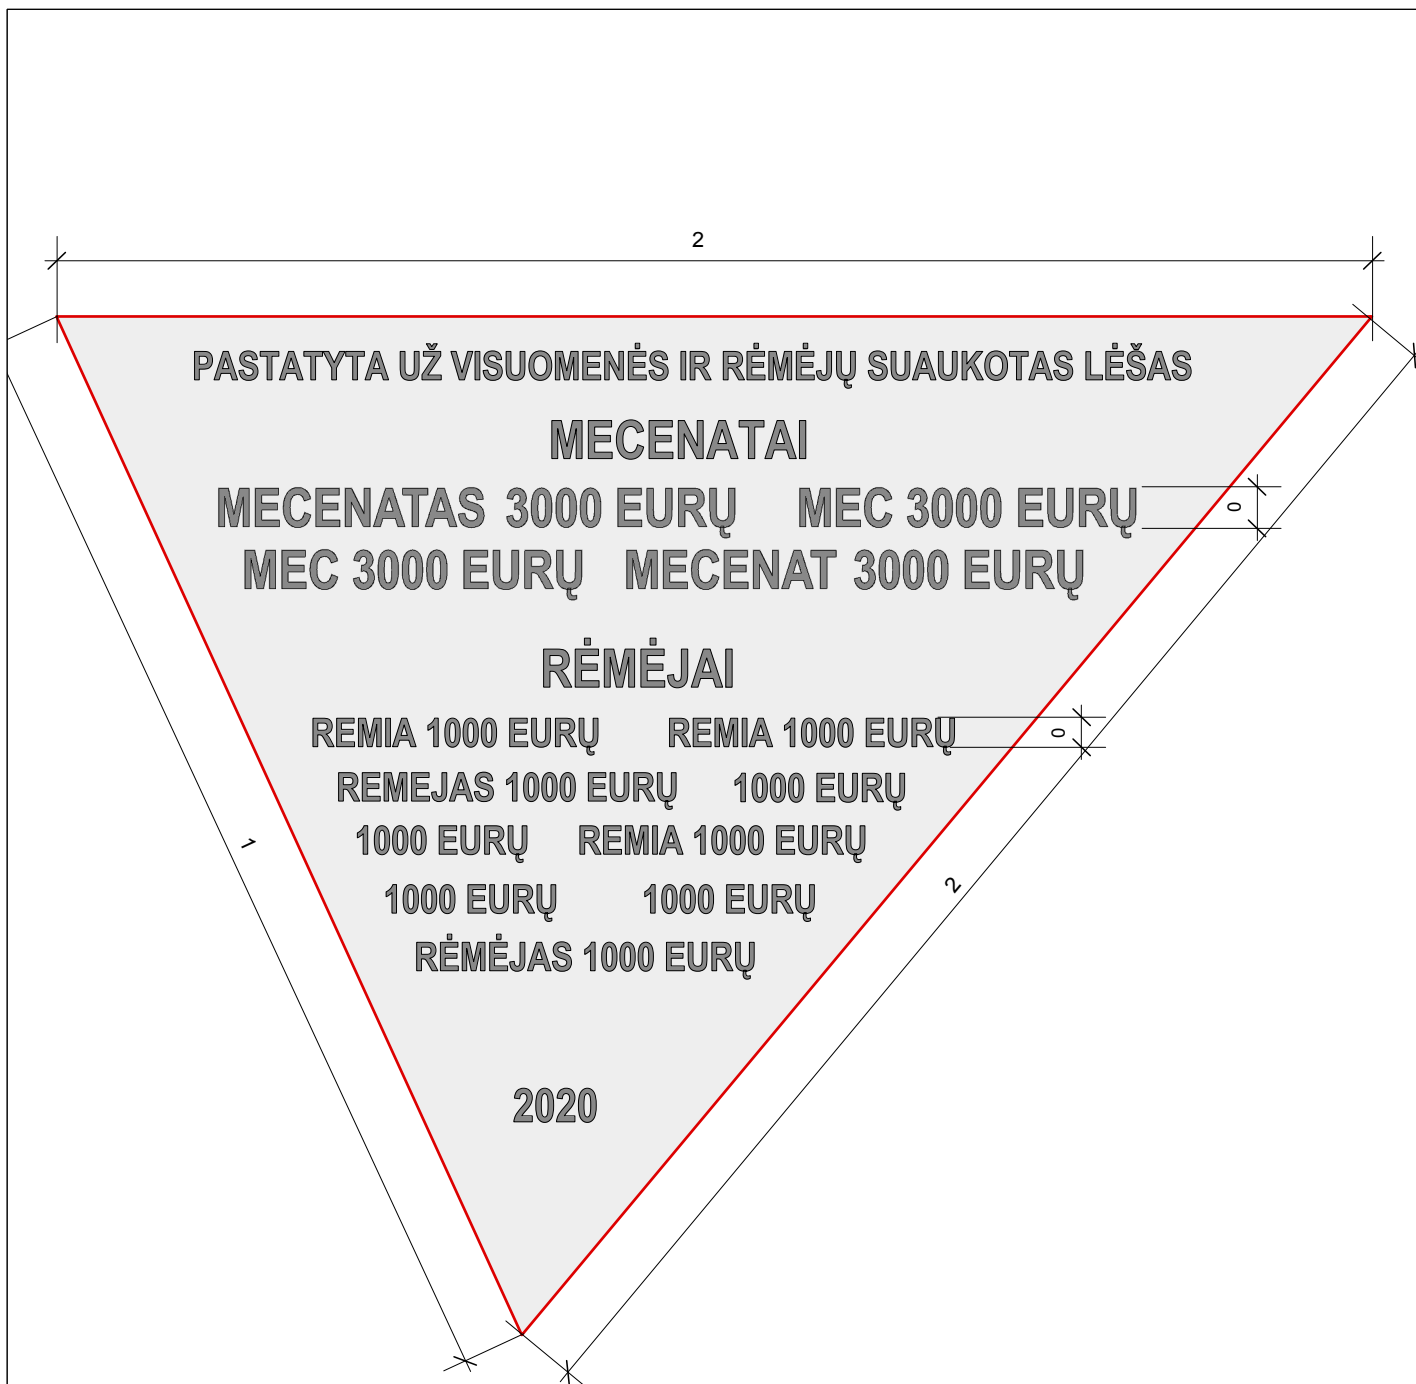 2
PASTATYTA UŽ VISUOMENĖS IR RĖMĖJŲ SUAUKOTAS LĖŠAS
MECENATAI
MECENATAS 3000 EURŲ MEC 3000 EURŲ
0
MEC 3000 EURŲ MECENAT 3000 EURŲ
RĖMĖJAI
REMIA 1000 EURŲ REMIA 1000 EURŲ
0
REMEJAS 1000 EURŲ 1000 EURŲ
1000 EURŲ REMIA 1000 EURŲ
1
2
1000 EURŲ 1000 EURŲ
RĖMĖJAS 1000 EURŲ
2020